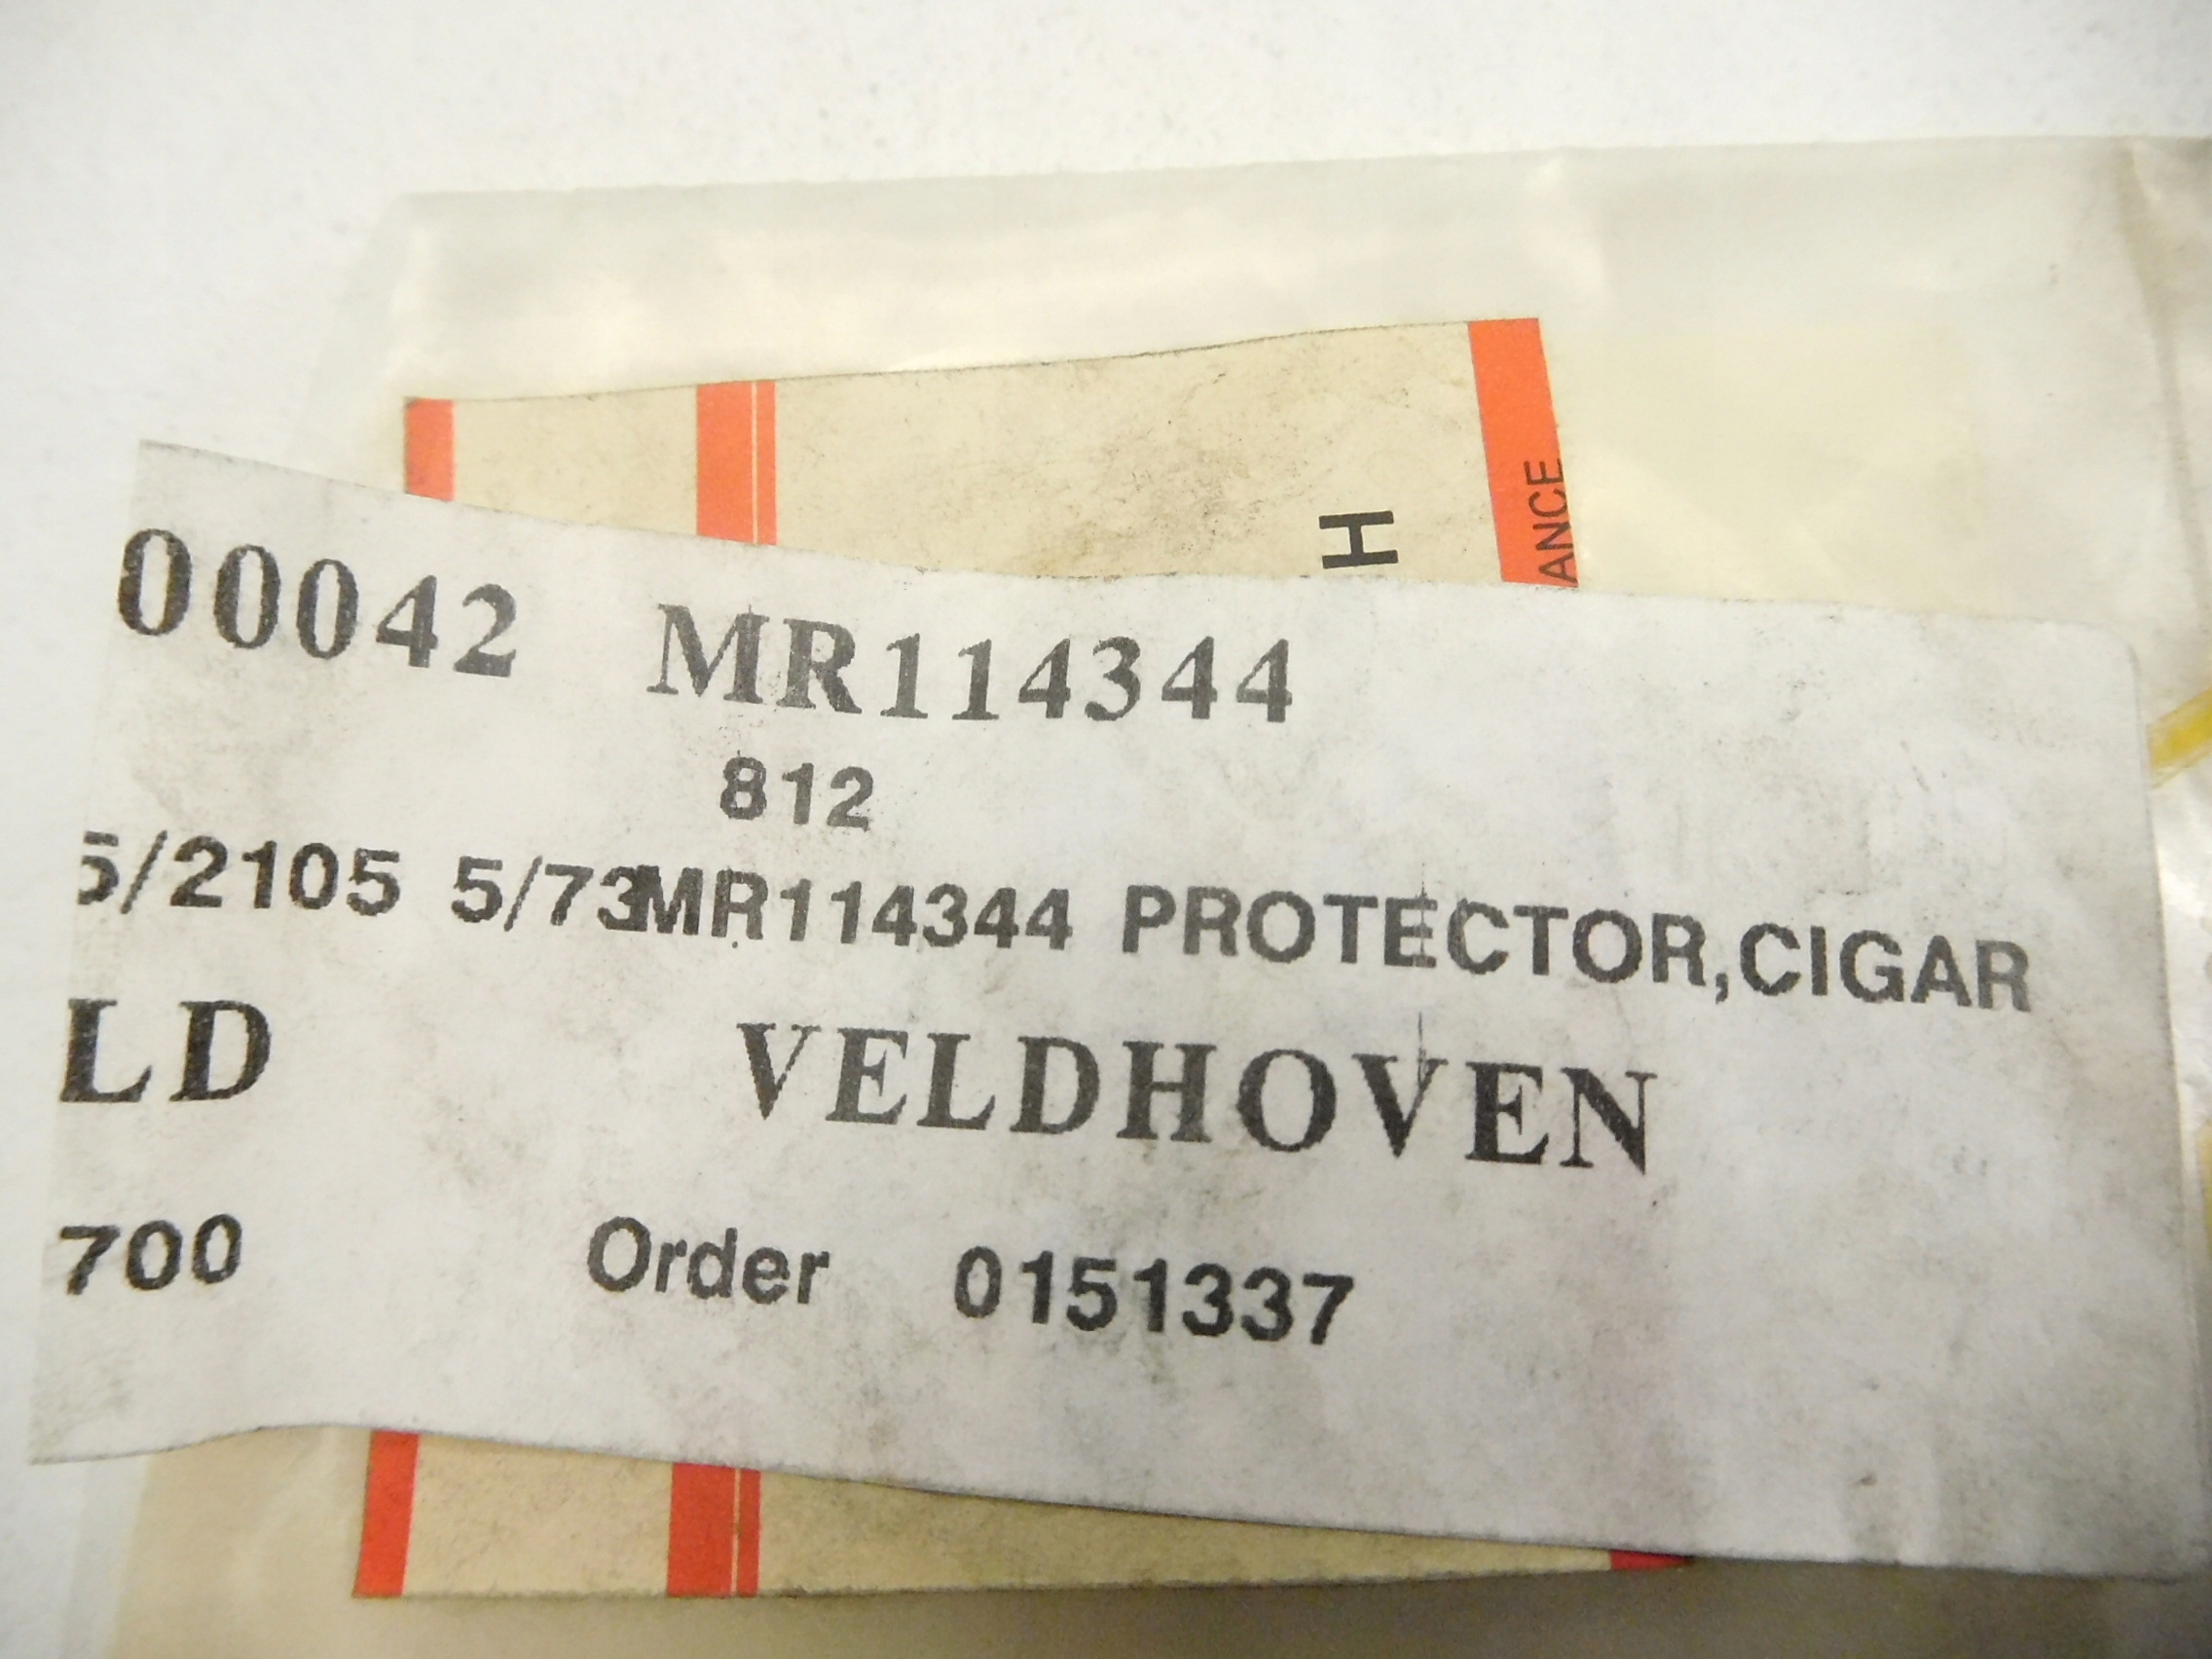 H
ANCE
00042 MR114344
812
5/2105 5/73MR114344 PROTECTOR,CIGAR
LD VELDHOVEN
700 Order 0151337